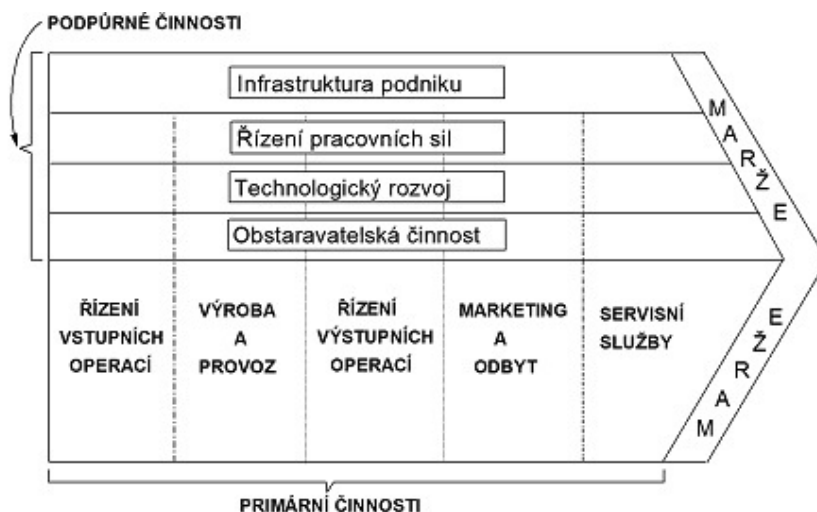 PODPŮRNÉ ČINNOSTI
Infrastruktura podniku
Řízení pracovních sil
Technologický rozvoj
Obstaravatelská činnost
MARŽE
ŘÍZENÍ
VSTUPNÍCH
OPERACÍ
VÝROBA
A
PROVOZ
ŘÍZENÍ
VÝSTUPNÍCH
OPERACÍ
MARKETING
A
ODBYT
SERVISNÍ
SLUŽBY
MARŽE
PRIMÁRNÍ ČINNOSTI